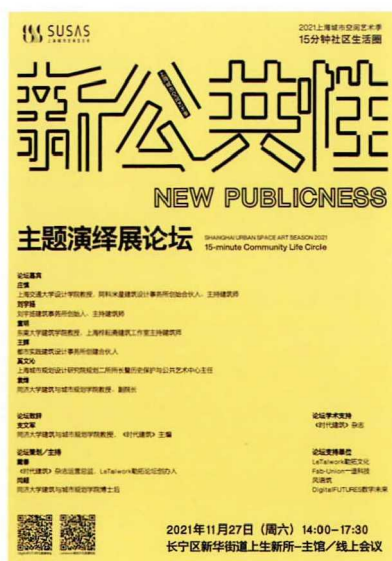 SUSAS
2021上海城市空间艺术季
15分钟社区生活圈
新公共性
NEW PUBLICNESS
主题演绎展论坛
SHANGHAI URBAN SPACE ART SEASON 2021
15-minute Community Life Circle
论坛嘉宾
庄慎
上海交通大学设计学院教授、阿科米星建筑设计事务所创始合伙人、主持建筑师
刘宇扬
刘宇扬建筑事务所创始人、主持建筑师
童明
东南大学建筑学院教授、上海梓耘斋建筑工作室主持建筑师
王辉
都市实践建筑设计事务所创建合伙人
奚文沁
上海城市规划设计研究院规划二所所长暨历史保护与公共艺术中心主任
袁烽
同济大学建筑与城市规划学院教授、副院长
论坛致辞
支文军
同济大学建筑与城市规划学院教授、《时代建筑》主编
论坛学术支持
《时代建筑》杂志
论坛策划/主持
戴春
《时代建筑》杂志运营总监、LeTalwork勒拓论坛创办人
闫超
同济大学建筑与城市规划学院博士后
论坛支持单位
LeTalwork勒拓文化
Fab-Union一造科技
风语筑
DigitalFUTURES数字未来
2021年11月27日(周六) 14:00-17:30
长宁区新华街道上生新所-主馆/线上会议